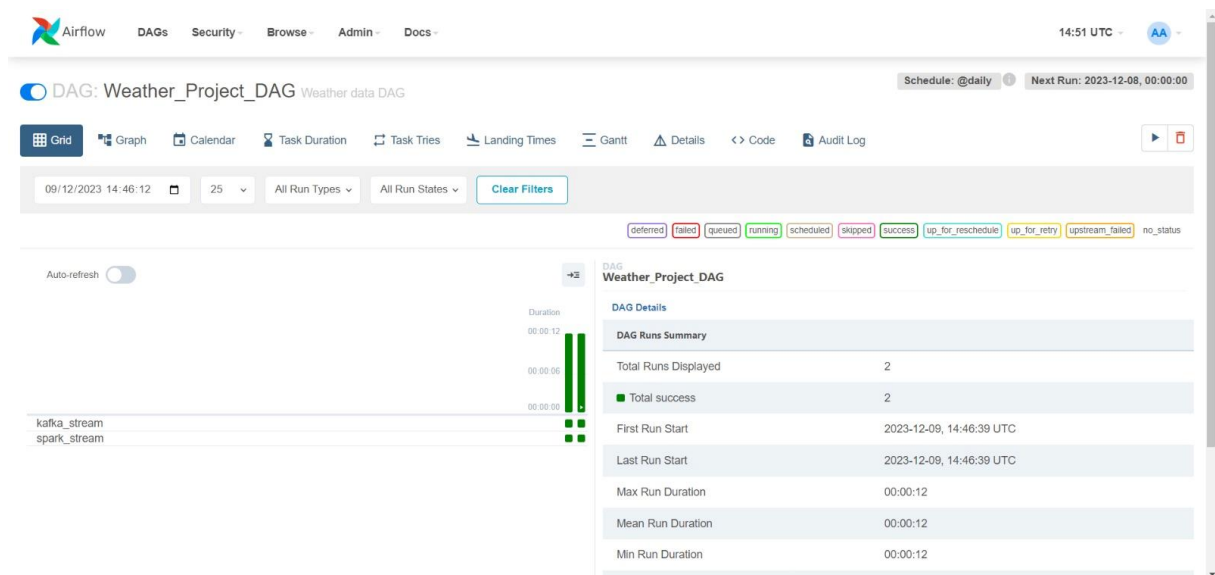 Airflow DAGs Security Browse Admin Docs 14:51 UTC AA
Schedule: @daily Next Run: 2023-12-08, 00:00:00
DAG: Weather_Project_DAG Weather data DAG
Grid Graph Calendar Task Duration Task Tries Landing Times Gantt Details <> Code Audit Log
09/12/2023 14:46:12 25 All Run Types All Run States Clear Filters
deferred failed queued running scheduled skipped success up_for_reschedule up_for_retry upstream_failed no_status
Auto-refresh
Duration
00:00:12
00:00:06
00:00:00
kafka_stream
spark_stream
DAG
Weather_Project_DAG
DAG Details
DAG Runs Summary
Total Runs Displayed 2
Total success 2
First Run Start 2023-12-09, 14:46:39 UTC
Last Run Start 2023-12-09, 14:46:39 UTC
Max Run Duration 00:00:12
Mean Run Duration 00:00:12
Min Run Duration 00:00:12